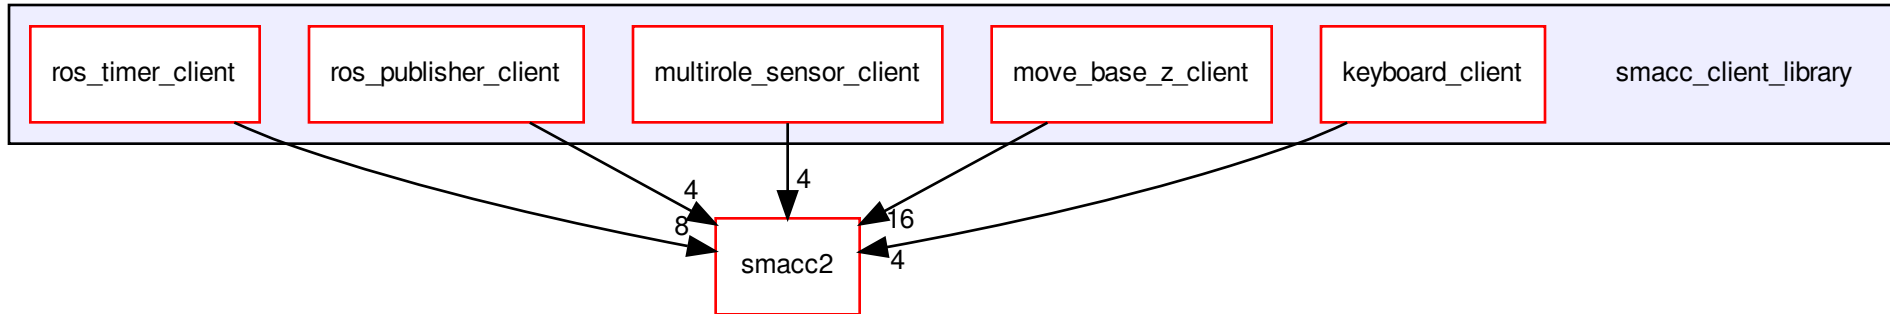 ros_timer_client
ros_publisher_client
multirole_sensor_client
move_base_z_client
keyboard_client
smacc_client_library
4
4
8
16
4
smacc2